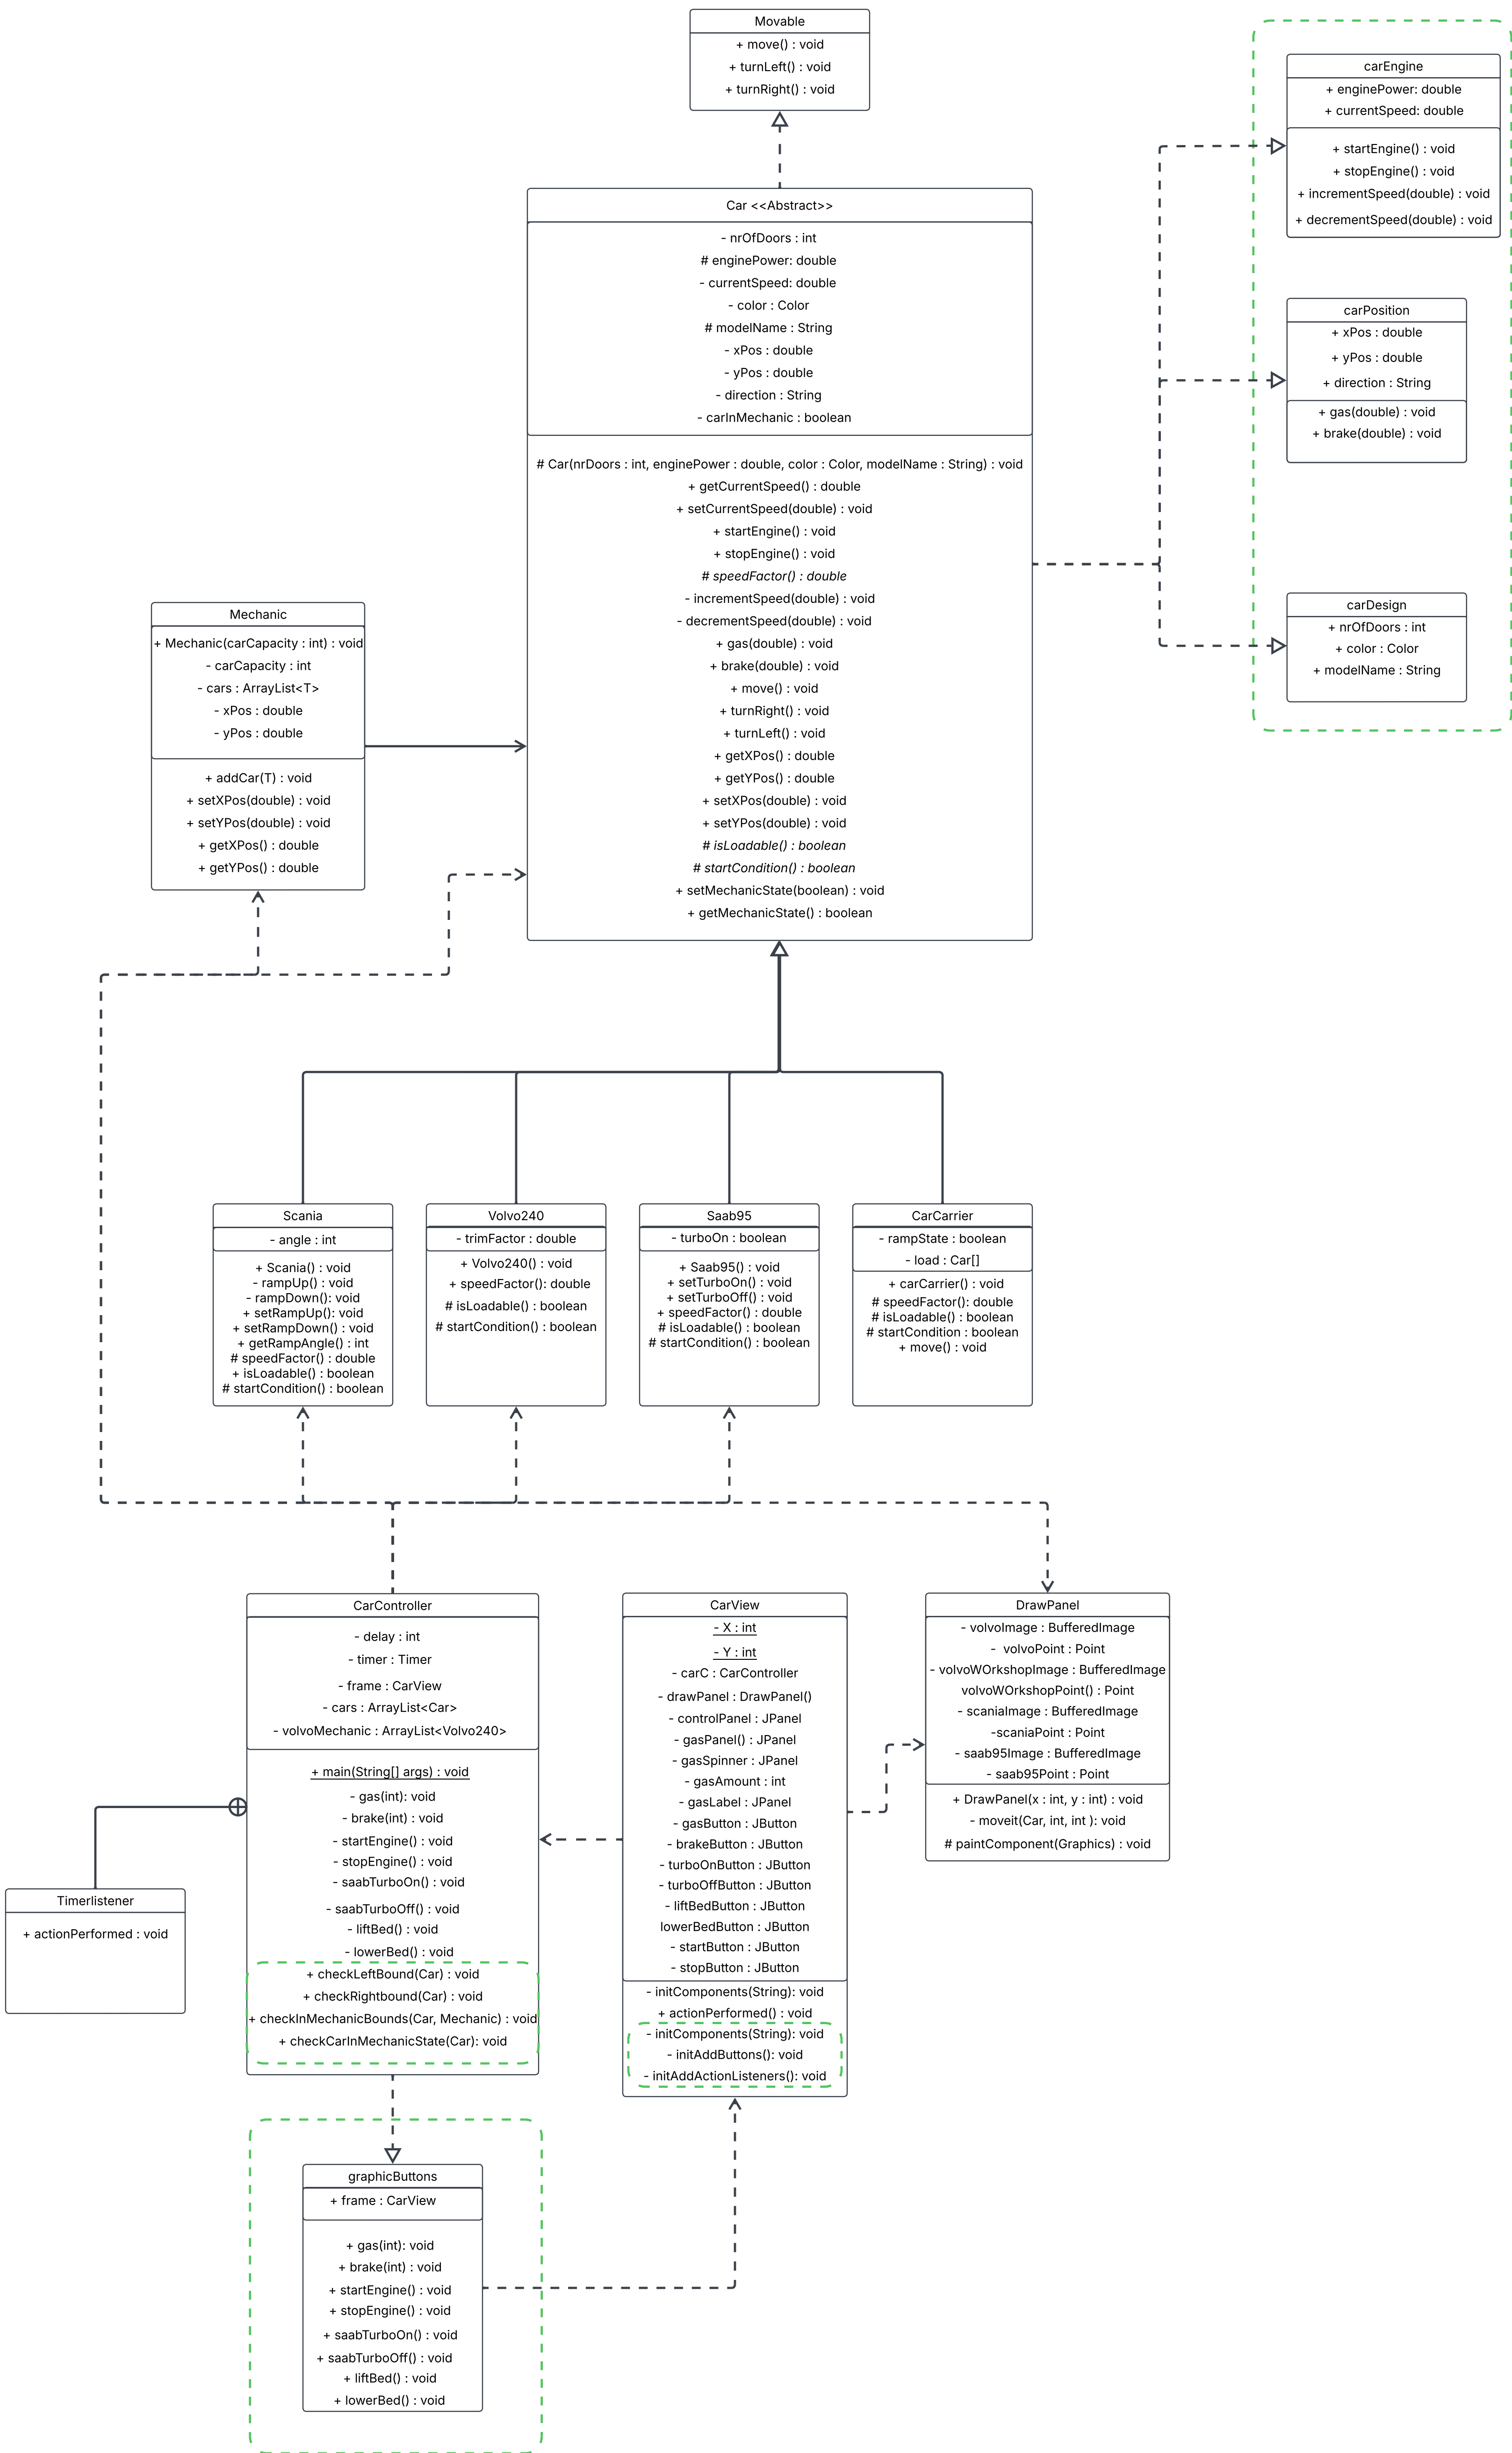 Movable
+ move() : void
+ turnLeft() : void
+ turnRight() : void
carEngine
+ enginePower: double
+ currentSpeed: double
+ startEngine() : void
+ stopEngine() : void
+ incrementSpeed(double) : void
+ decrementSpeed(double) : void
carPosition
+ xPos : double
+ yPos : double
+ direction : String
+ gas(double) : void
+ brake(double) : void
carDesign
+ nrOfDoors : int
+ color : Color
+ modelName : String
Car <<Abstract>>
- nrOfDoors : int
# enginePower: double
- currentSpeed: double
- color : Color
# modelName : String
- xPos : double
- yPos : double
- direction : String
- carInMechanic : boolean
# Car(nrDoors : int, enginePower : double, color : Color, modelName : String) : void
+ getCurrentSpeed() : double
+ setCurrentSpeed(double) : void
+ startEngine() : void
+ stopEngine() : void
# speedFactor() : double
- incrementSpeed(double) : void
- decrementSpeed(double) : void
+ gas(double) : void
+ brake(double) : void
+ move() : void
+ turnRight() : void
+ turnLeft() : void
+ getXPos() : double
+ getYPos() : double
+ setXPos(double) : void
+ setYPos(double) : void
# isLoadable() : boolean
# startCondition() : boolean
+ setMechanicState(boolean) : void
+ getMechanicState() : boolean
Mechanic
+ Mechanic(carCapacity : int) : void
- carCapacity : int
- cars : ArrayList<T>
- xPos : double
- yPos : double
+ addCar(T) : void
+ setXPos(double) : void
+ setYPos(double) : void
+ getXPos() : double
+ getYPos() : double
Scania
- angle : int
+ Scania() : void
- rampUp() : void
- rampDown(): void
+ setRampUp(): void
+ setRampDown() : void
+ getRampAngle() : int
# speedFactor() : double
+ isLoadable() : boolean
# startCondition() : boolean
Volvo240
- trimFactor : double
+ Volvo240() : void
+ speedFactor(): double
# isLoadable() : boolean
# startCondition() : boolean
Saab95
- turboOn : boolean
+ Saab95() : void
+ setTurboOn() : void
+ setTurboOff() : void
+ speedFactor() : double
# isLoadable() : boolean
# startCondition() : boolean
CarCarrier
- rampState : boolean
- load : Car[]
+ carCarrier() : void
# speedFactor(): double
# isLoadable() : boolean
# startCondition : boolean
+ move() : void
CarController
- delay : int
- timer : Timer
- frame : CarView
- cars : ArrayList<Car>
- volvoMechanic : ArrayList<Volvo240>
+ main(String[] args) : void
- gas(int): void
- brake(int) : void
- startEngine() : void
- stopEngine() : void
- saabTurboOn() : void
- saabTurboOff() : void
- liftBed() : void
- lowerBed() : void
+ checkLeftBound(Car) : void
+ checkRightbound(Car) : void
+ checkInMechanicBounds(Car, Mechanic) : void
+ checkCarInMechanicState(Car): void
CarView
- X : int
- Y : int
- carC : CarController
- drawPanel : DrawPanel()
- controlPanel : JPanel
- gasPanel() : JPanel
- gasSpinner : JPanel
- gasAmount : int
- gasLabel : JPanel
- gasButton : JButton
- brakeButton : JButton
- turboOnButton : JButton
- turboOffButton : JButton
- liftBedButton : JButton
lowerBedButton : JButton
- startButton : JButton
- stopButton : JButton
- initComponents(String): void
+ actionPerformed() : void
- initComponents(String): void
- initAddButtons(): void
- initAddActionListeners(): void
DrawPanel
- volvoImage : BufferedImage
- volvoPoint : Point
- volvoWOrkshopImage : BufferedImage
volvoWOrkshopPoint() : Point
- scaniaImage : BufferedImage
-scaniaPoint : Point
- saab95Image : BufferedImage
- saab95Point : Point
+ DrawPanel(x : int, y : int) : void
- moveit(Car, int, int ): void
# paintComponent(Graphics) : void
Timerlistener
+ actionPerformed : void
graphicButtons
+ frame : CarView
+ gas(int): void
+ brake(int) : void
+ startEngine() : void
+ stopEngine() : void
+ saabTurboOn() : void
+ saabTurboOff() : void
+ liftBed() : void
+ lowerBed() : void